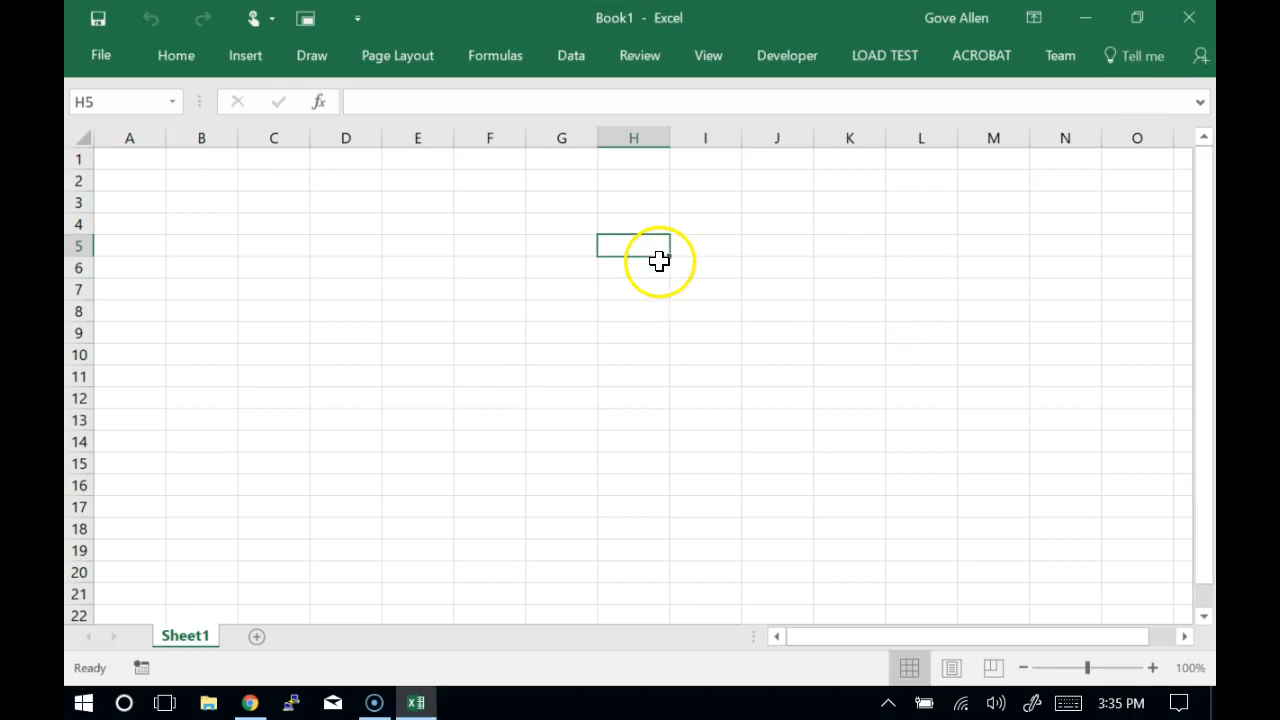 Book1 - Excel
Gove Allen
File Home Insert Draw Page Layout Formulas Data Review View Developer LOAD TEST ACROBAT Team Tell me
H5 fx
A B C D E F G H I J K L M N O
1
2
3
4
5
6
7
8
9
10
11
12
13
14
15
16
17
18
19
20
21
22
Sheet1
Ready
100%
3:35 PM